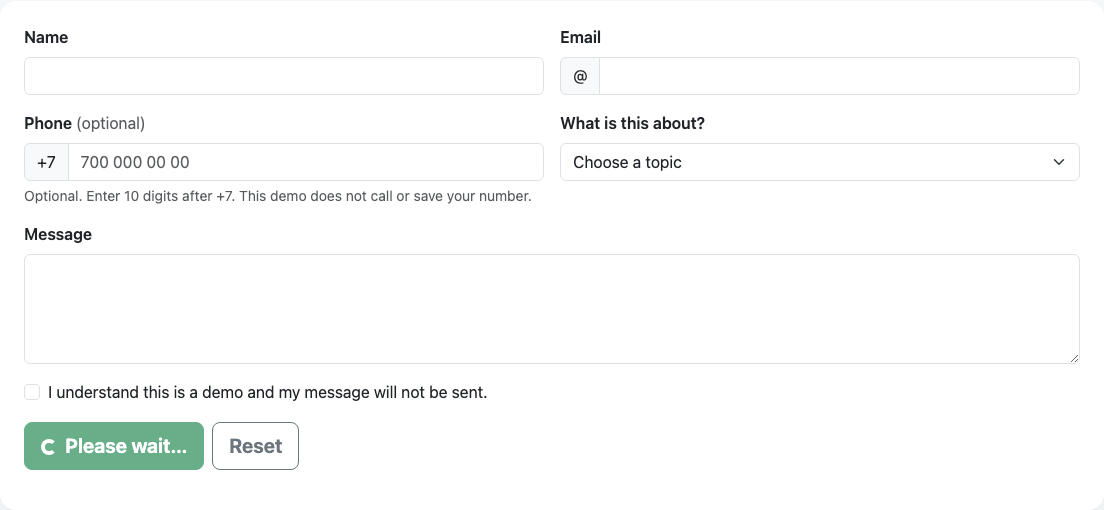 Name
Email
@
Phone (optional)
What is this about?
+7
700 000 00 00
Choose a topic
Optional. Enter 10 digits after +7. This demo does not call or save your number.
Message
I understand this is a demo and my message will not be sent.
Please wait...
Reset